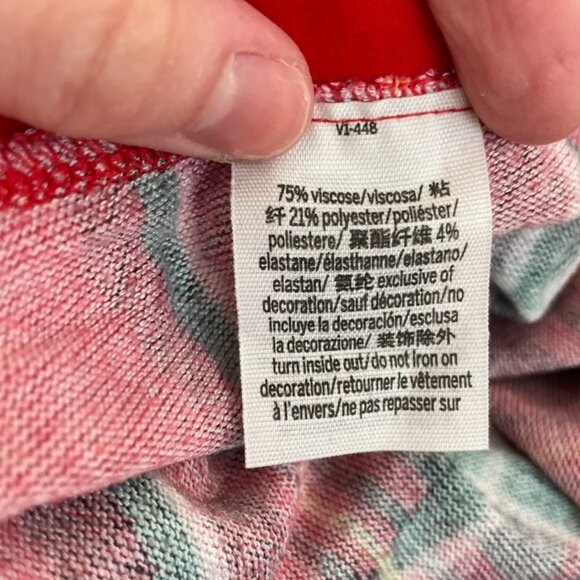 V1-448
75% viscose/viscosa/ 粘
纤 21% polyester/poliéster/
poliestere/ 聚酯纤维 4%
elastane/élasthanne/elastano/
elastan/ 氨纶 exclusive of
decoration/sauf décoration/no
incluye la decoración/esclusa
la decorazione/ 装饰除外
turn inside out/do not iron on
decoration/retourner le vêtement
à l'envers/ne pas repasser sur